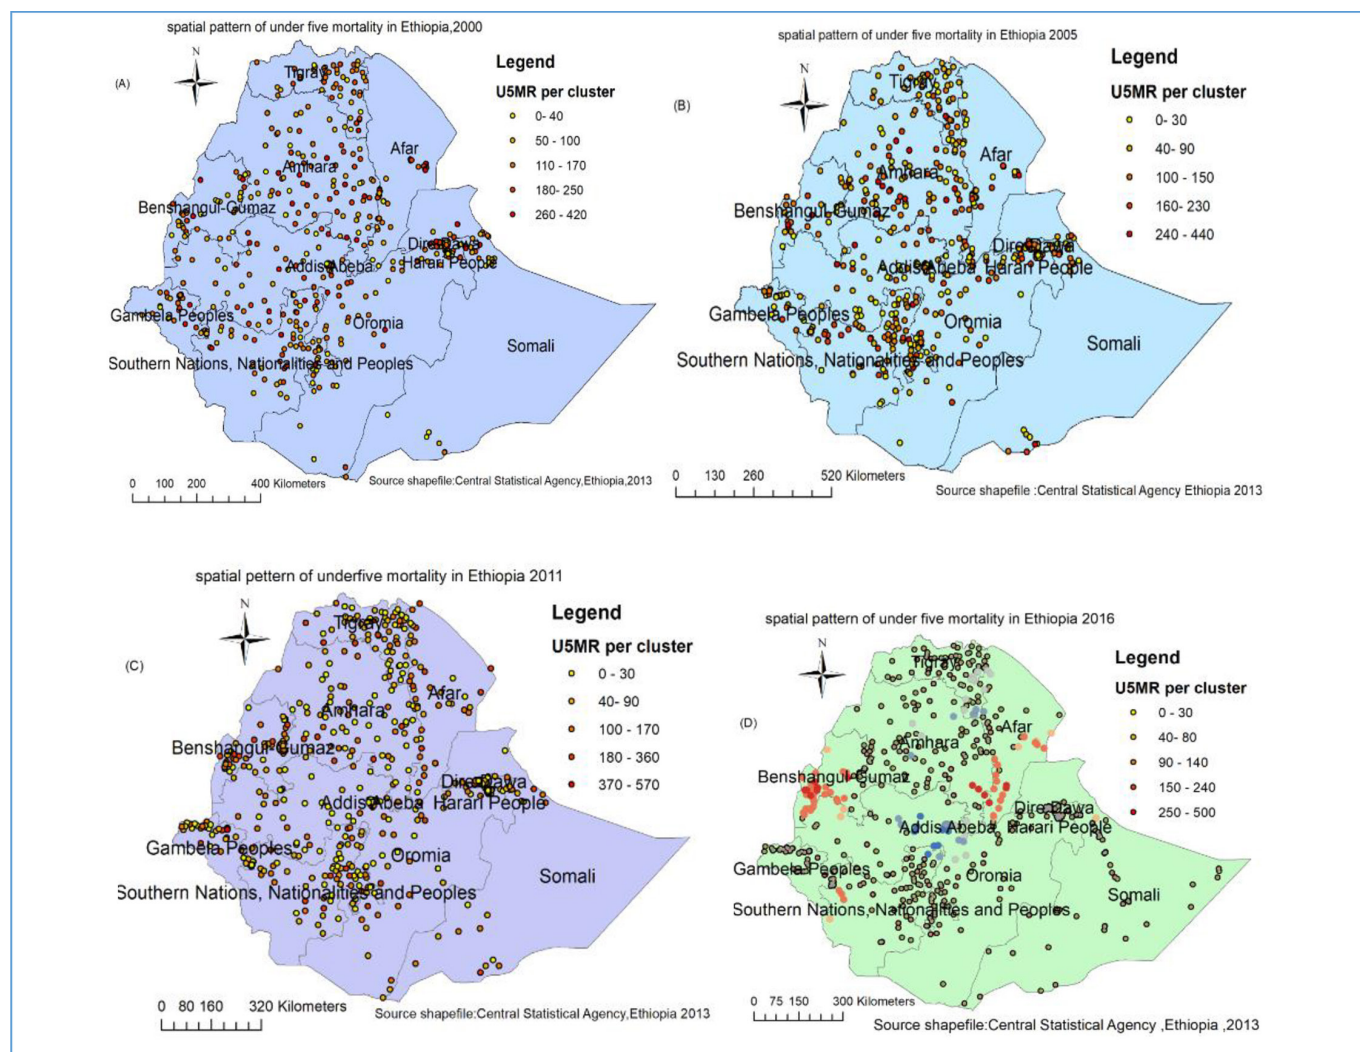 spatial pattern of under five mortality in Ethiopia,2000
(A)
N
Legend
U5MR per cluster
0- 40
50 - 100
110 - 170
180- 250
260 - 420
Tigray
Afar
Amhara
Benshangul-Gumaz
Dire Dawa
Addis Abeba
Harari People
Gambela Peoples
Oromia
Somali
Southern Nations, Nationalities and Peoples
0 100 200 400 Kilometers
Source shapefile:Central Statistical Agency,Ethiopia,2013
spatial pattern of under five mortality in Ethiopia 2005
(B)
N
Legend
U5MR per cluster
0- 30
40- 90
100 - 150
160- 230
240 - 440
Tigray
Afar
Amhara
Benshangul-Gumaz
Dire Dawa
Addis Abeba
Harari People
Gambela Peoples
Oromia
Somali
Southern Nations, Nationalities and Peoples
0 130 260 520 Kilometers
Source shapefile :Central Statistical Agency Ethiopia 2013
spatial pettern of underfive mortality in Ethiopia 2011
(C)
N
Legend
U5MR per cluster
0 - 30
40- 90
100 - 170
180 - 360
370 - 570
Tigray
Afar
Amhara
Benshangul-Gumaz
Dire Dawa
Addis Abeba
Harari People
Gambela Peoples
Oromia
Somali
Southern Nations, Nationalities and Peoples
0 80 160 320 Kilometers
Source shapefile:Central Statistical Agency,Ethiopia 2013
spatial pattern of under five mortality in Ethiopia 2016
(D)
N
Legend
U5MR per cluster
0 - 30
40 - 80
90 - 140
150 - 240
250 - 500
Tigray
Afar
Amhara
Benshangul-Gumaz
Dire Dawa
Addis Abeba
Harari People
Gambela Peoples
Oromia
Somali
Southern Nations, Nationalities and Peoples
0 75 150 300 Kilometers
Source shapefile:Central Statistical Agency ,Ethiopia ,2013